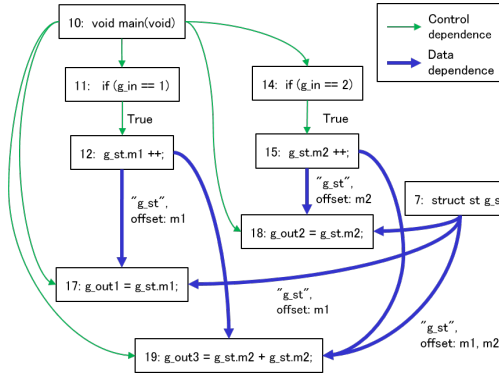 10: void main(void)
Control
dependence
Data
dependence
11: if (g_in == 1)
14: if (g_in == 2)
True
True
12: g_st.m1 ++;
15: g_st.m2 ++;
"g_st",
offset: m1
"g_st",
offset: m2
7: struct st g_s
18: g_out2 = g_st.m2;
17: g_out1 = g_st.m1;
"g_st",
offset: m1
"g_st",
offset: m1, m2
19: g_out3 = g_st.m2 + g_st.m2;